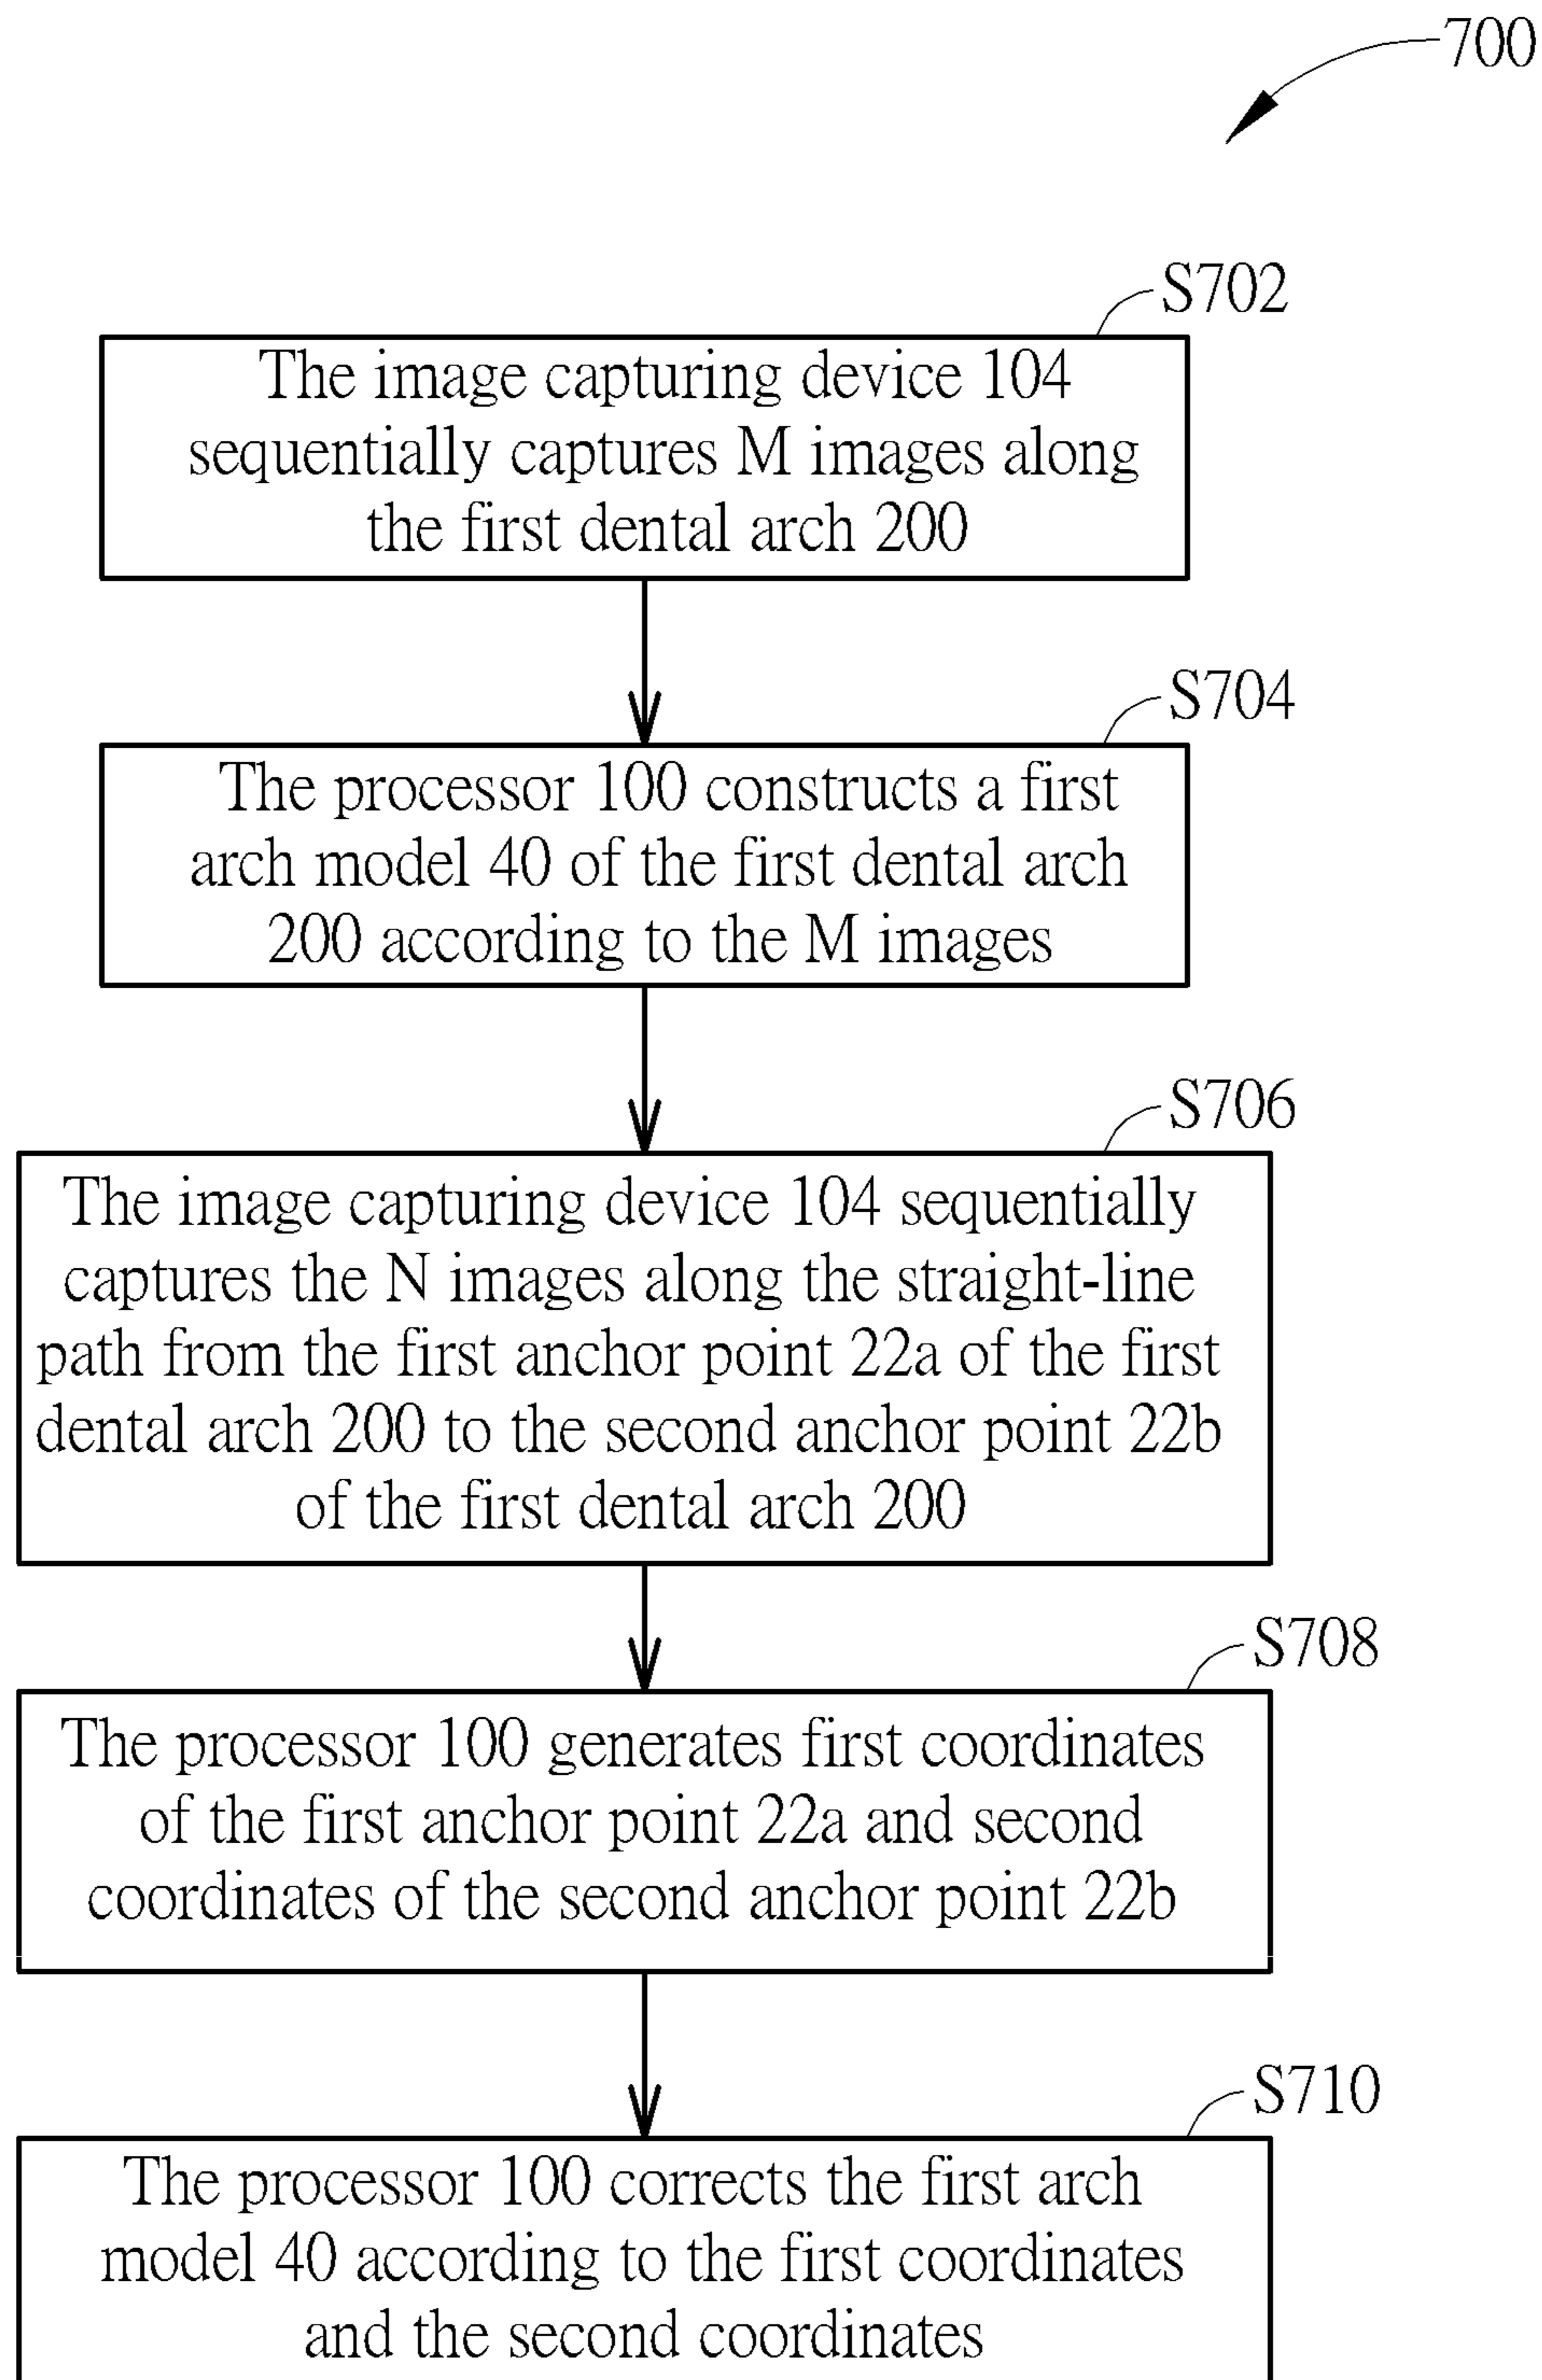 700
S702
The image capturing device 104
sequentially captures M images along
the first dental arch 200
S704
The processor 100 constructs a first
arch model 40 of the first dental arch
200 according to the M images
S706
The image capturing device 104 sequentially
captures the N images along the straight-line
path from the first anchor point 22a of the first
dental arch 200 to the second anchor point 22b
of the first dental arch 200
S708
The processor 100 generates first coordinates
of the first anchor point 22a and second
coordinates of the second anchor point 22b
S710
The processor 100 corrects the first arch
model 40 according to the first coordinates
and the second coordinates